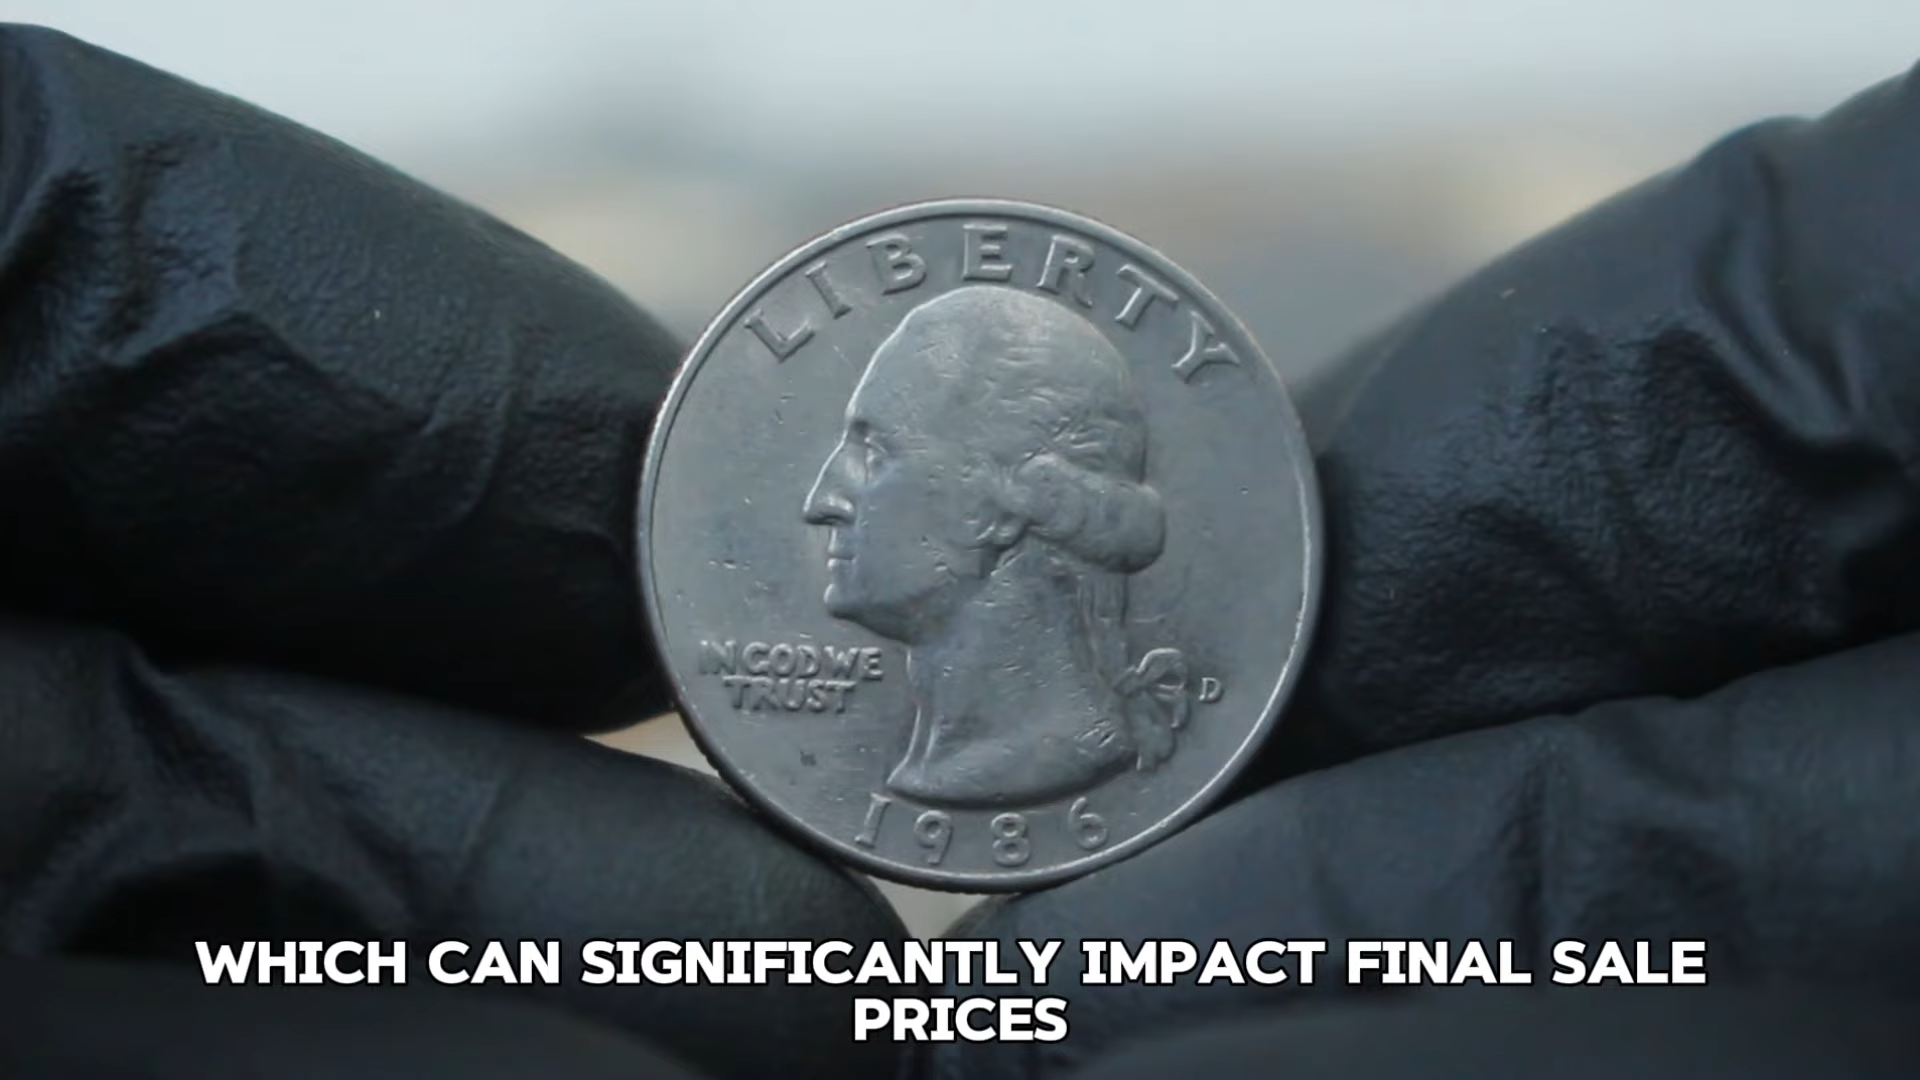 LIBERTY
IN GOD WE
TRUST
D
1986
WHICH CAN SIGNIFICANTLY IMPACT FINAL SALE
PRICES